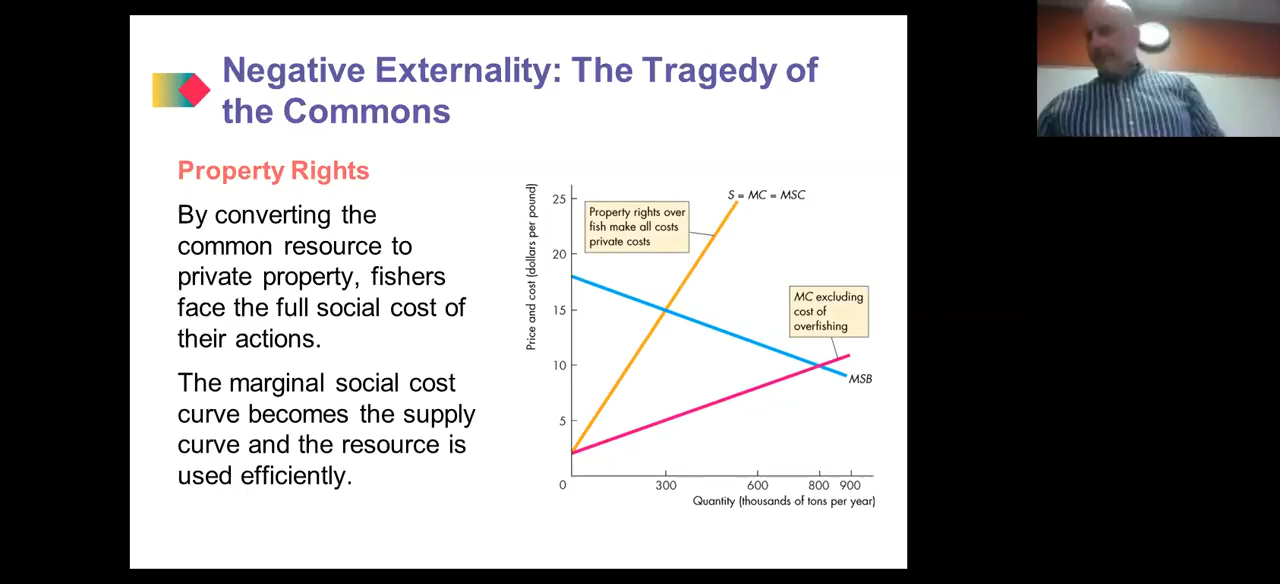 Negative Externality: The Tragedy of
the Commons
Property Rights
By converting the
common resource to
private property, fishers
face the full social cost of
their actions.
The marginal social cost
curve becomes the supply
curve and the resource is
used efficiently.
Price and cost (dollars per pound)
25
20
15
10
5
0
300
600
800
900
Quantity (thousands of tons per year)
S = MC = MSC
Property rights over
fish make all costs
private costs
MC excluding
cost of
overfishing
MSB